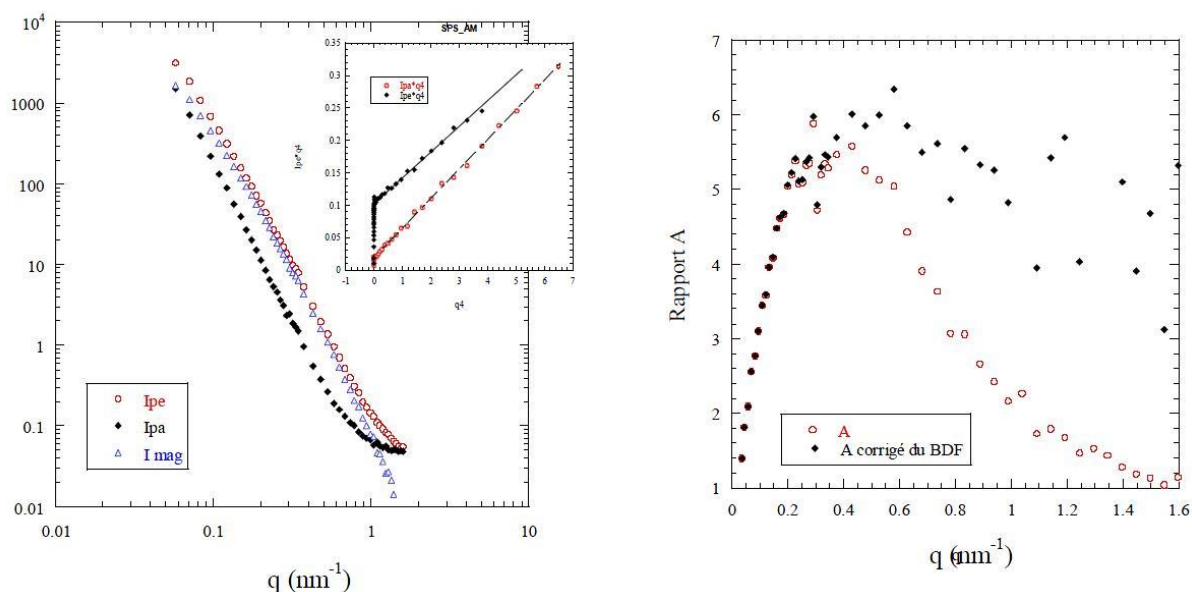 10⁴
1000
100
10
1
0.1
0.01
0.01 0.1 1 10
q (nm⁻¹)
Ipe
Ipa
I mag
SPS_AM
0.35
0.3
0.25
0.2
0.15
0.1
0.05
0
Ipe*q4
Ipa*q4
Ipe*q4
-1 0 1 2 3 4 5 6 7
q4
7
6
5
4
3
2
1
Rapport A
A
A corrigé du BDF
0 0.2 0.4 0.6 0.8 1 1.2 1.4 1.6
q (nm⁻¹)